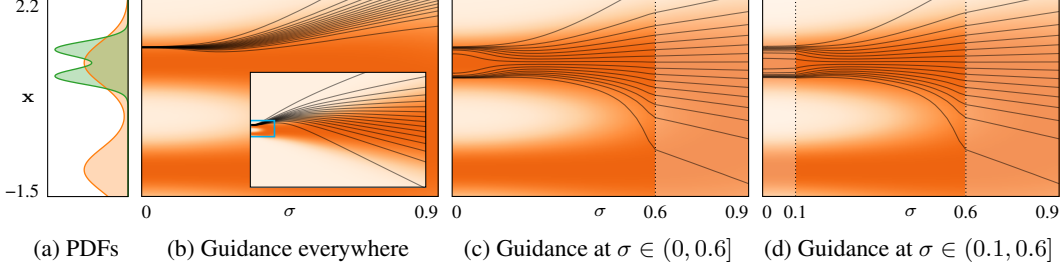 2.2
x
−1.5
0 σ 0.9
0 σ 0.6 0.9
0 0.1 σ 0.6 0.9
(a) PDFs
(b) Guidance everywhere
(c) Guidance at σ ∈ (0, 0.6]
(d) Guidance at σ ∈ (0.1, 0.6]